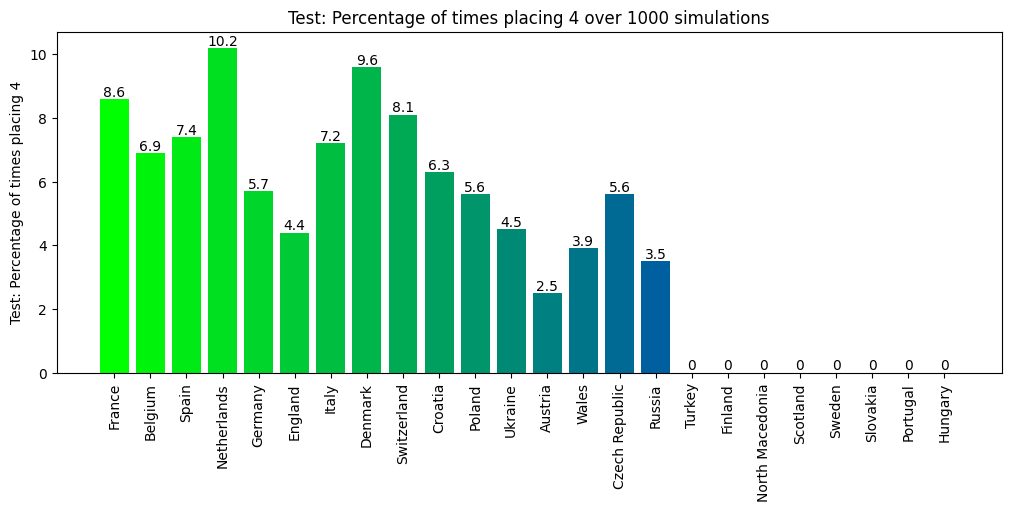 Test: Percentage of times placing 4 over 1000 simulations
Test: Percentage of times placing 4
10
8
6
4
2
0
8.6
6.9
7.4
10.2
5.7
4.4
7.2
9.6
8.1
6.3
5.6
4.5
2.5
3.9
5.6
3.5
0
0
0
0
0
0
0
0
France
Belgium
Spain
Netherlands
Germany
England
Italy
Denmark
Switzerland
Croatia
Poland
Ukraine
Austria
Wales
Czech Republic
Russia
Turkey
Finland
North Macedonia
Scotland
Sweden
Slovakia
Portugal
Hungary